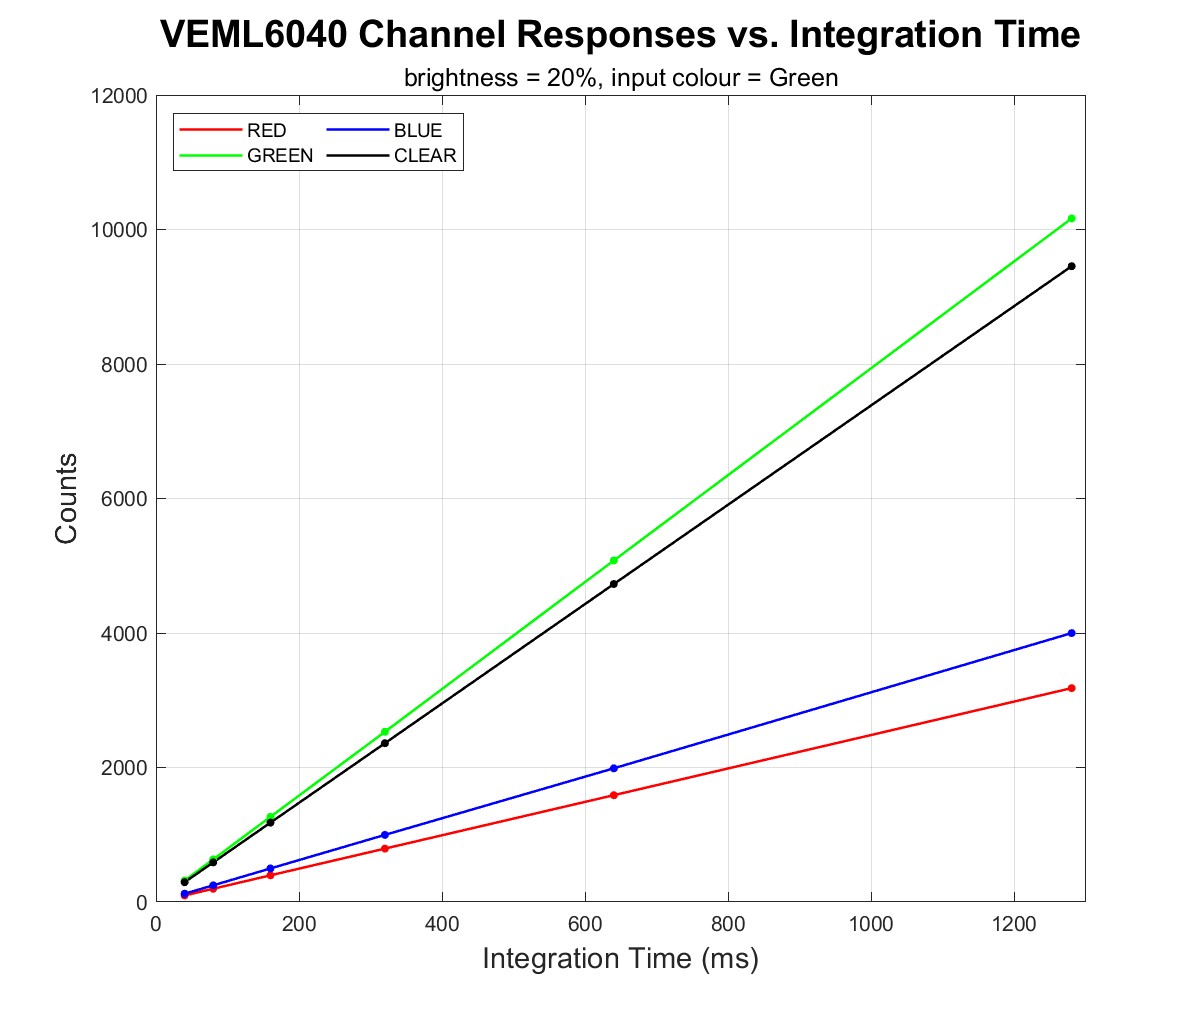 VEML6040 Channel Responses vs. Integration Time
brightness = 20%, input colour = Green
RED BLUE
GREEN CLEAR
12000
10000
8000
6000
4000
2000
0
Counts
0 200 400 600 800 1000 1200
Integration Time (ms)